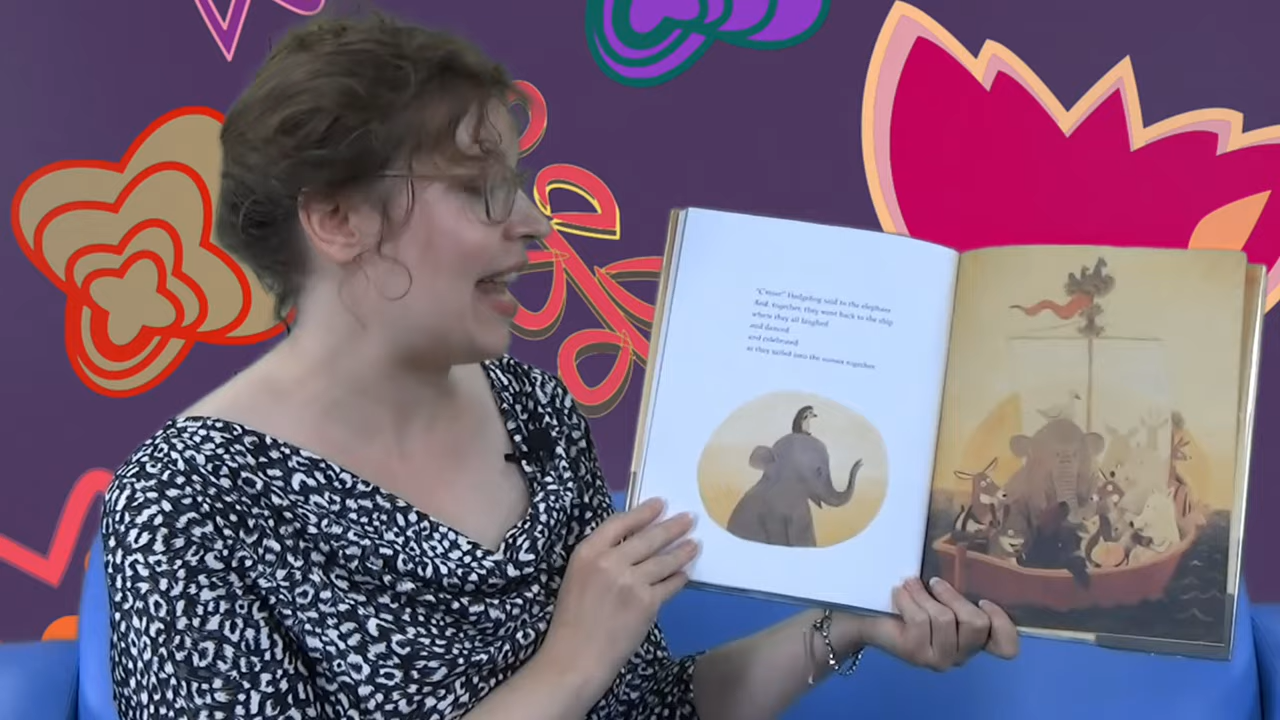 "C'mon!" Hedgehog said to the elephant.
And, together, they went back to the ship
where they all laughed
and danced
and celebrated
as they sailed into the sunset together.